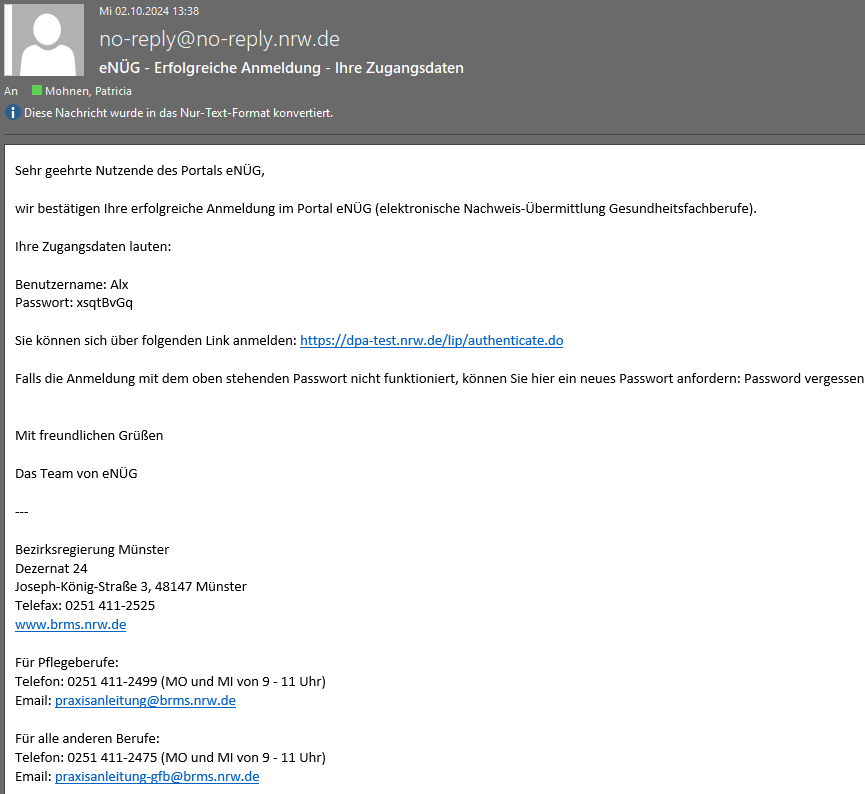 Mi 02.10.2024 13:38
no-reply@no-reply.nrw.de
eNÜG - Erfolgreiche Anmeldung - Ihre Zugangsdaten
An Mohnen, Patricia
Diese Nachricht wurde in das Nur-Text-Format konvertiert.
Sehr geehrte Nutzende des Portals eNÜG,
wir bestätigen Ihre erfolgreiche Anmeldung im Portal eNÜG (elektronische Nachweis-Übermittlung Gesundheitsfachberufe).
Ihre Zugangsdaten lauten:
Benutzername: Alx
Passwort: xsqtBvGq
Sie können sich über folgenden Link anmelden: https://dpa-test.nrw.de/lip/authenticate.do
Falls die Anmeldung mit dem oben stehenden Passwort nicht funktioniert, können Sie hier ein neues Passwort anfordern: Password vergessen
Mit freundlichen Grüßen
Das Team von eNÜG
---
Bezirksregierung Münster
Dezernat 24
Joseph-König-Straße 3, 48147 Münster
Telefax: 0251 411-2525
www.brms.nrw.de
Für Pflegeberufe:
Telefon: 0251 411-2499 (MO und MI von 9 - 11 Uhr)
Email: praxisanleitung@brms.nrw.de
Für alle anderen Berufe:
Telefon: 0251 411-2475 (MO und MI von 9 - 11 Uhr)
Email: praxisanleitung-gfb@brms.nrw.de